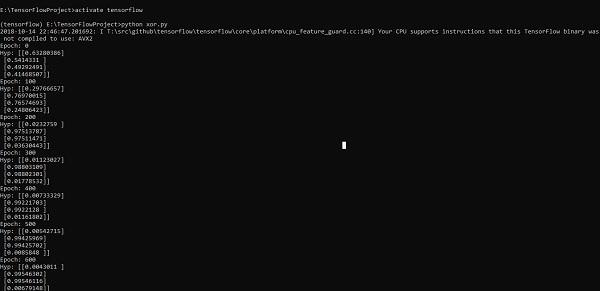 E:\TensorFlowProject>activate tensorflow
(tensorflow) E:\TensorFlowProject>python xor.py
2018-10-14 22:46:47.201692: I T:\src\github\tensorflow\tensorflow\core\platform\cpu_feature_guard.cc:140] Your CPU supports instructions that this TensorFlow binary was
not compiled to use: AVX2
Epoch: 0
Hyp: [[0.63280386]
[0.5414331 ]
[0.49292491]
[0.41468507]]
Epoch: 100
Hyp: [[0.29766657]
[0.76970015]
[0.76574693]
[0.24806423]]
Epoch: 200
Hyp: [[0.0232759 ]
[0.97513787]
[0.97511471]
[0.03630443]]
Epoch: 300
Hyp: [[0.01123027]
[0.98803109]
[0.98802301]
[0.01778532]]
Epoch: 400
Hyp: [[0.00733329]
[0.99221703]
[0.9922128 ]
[0.01161802]]
Epoch: 500
Hyp: [[0.00542715]
[0.99425969]
[0.99425702]
[0.0085848 ]]
Epoch: 600
Hyp: [[0.0043011 ]
[0.99546302]
[0.99546116]
[0.00679148]]